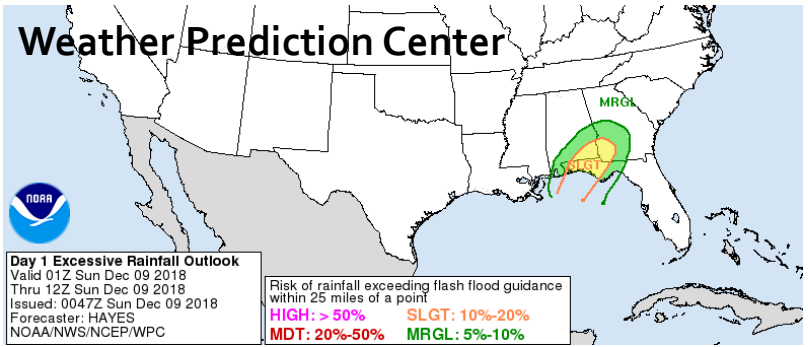 Weather Prediction Center
MRGL
SLGT
NOAA
Day 1 Excessive Rainfall Outlook
Valid 01Z Sun Dec 09 2018
Thru 12Z Sun Dec 09 2018
Issued: 0047Z Sun Dec 09 2018
Forecaster: HAYES
NOAA/NWS/NCEP/WPC
Risk of rainfall exceeding flash flood guidance
within 25 miles of a point
HIGH: > 50% SLGT: 10%-20%
MDT: 20%-50% MRGL: 5%-10%